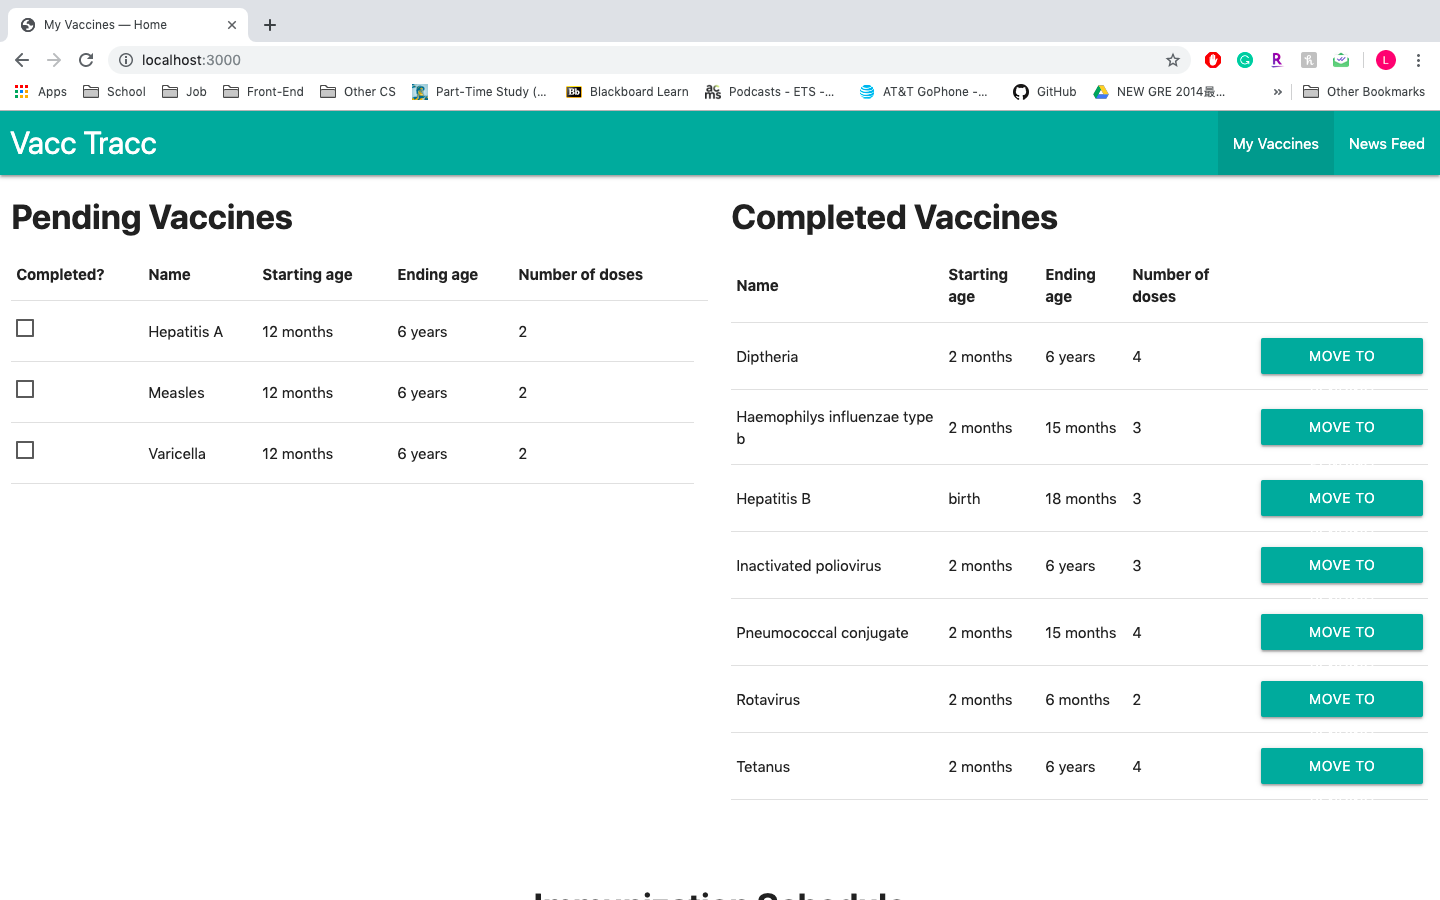 My Vaccines — Home
localhost:3000
L
Apps School Job Front-End Other CS Part-Time Study (... Bb Blackboard Learn Podcasts - ETS -... AT&T GoPhone -... GitHub NEW GRE 2014最... » Other Bookmarks
Vacc Tracc My Vaccines News Feed
Pending Vaccines
Completed? Name Starting age Ending age Number of doses
Hepatitis A 12 months 6 years 2
Measles 12 months 6 years 2
Varicella 12 months 6 years 2
Completed Vaccines
Name Starting age Ending age Number of doses
Diptheria 2 months 6 years 4 MOVE TO
Haemophilys influenzae type b 2 months 15 months 3 MOVE TO
Hepatitis B birth 18 months 3 MOVE TO
Inactivated poliovirus 2 months 6 years 3 MOVE TO
Pneumococcal conjugate 2 months 15 months 4 MOVE TO
Rotavirus 2 months 6 months 2 MOVE TO
Tetanus 2 months 6 years 4 MOVE TO
Immunization Schedule